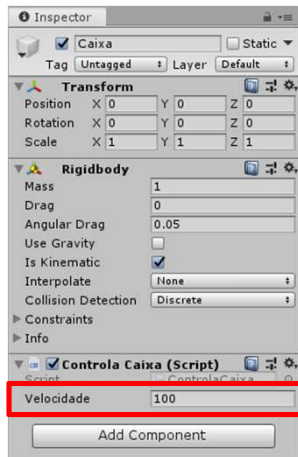 Inspector
Caixa Static
Tag Untagged Layer Default
Transform
Position X 0 Y 0 Z 0
Rotation X 0 Y 0 Z 0
Scale X 1 Y 1 Z 1
Rigidbody
Mass 1
Drag 0
Angular Drag 0.05
Use Gravity
Is Kinematic
Interpolate None
Collision Detection Discrete
Constraints
Info
Controla Caixa (Script)
Script ControlaCaixa
Velocidade 100
Add Component